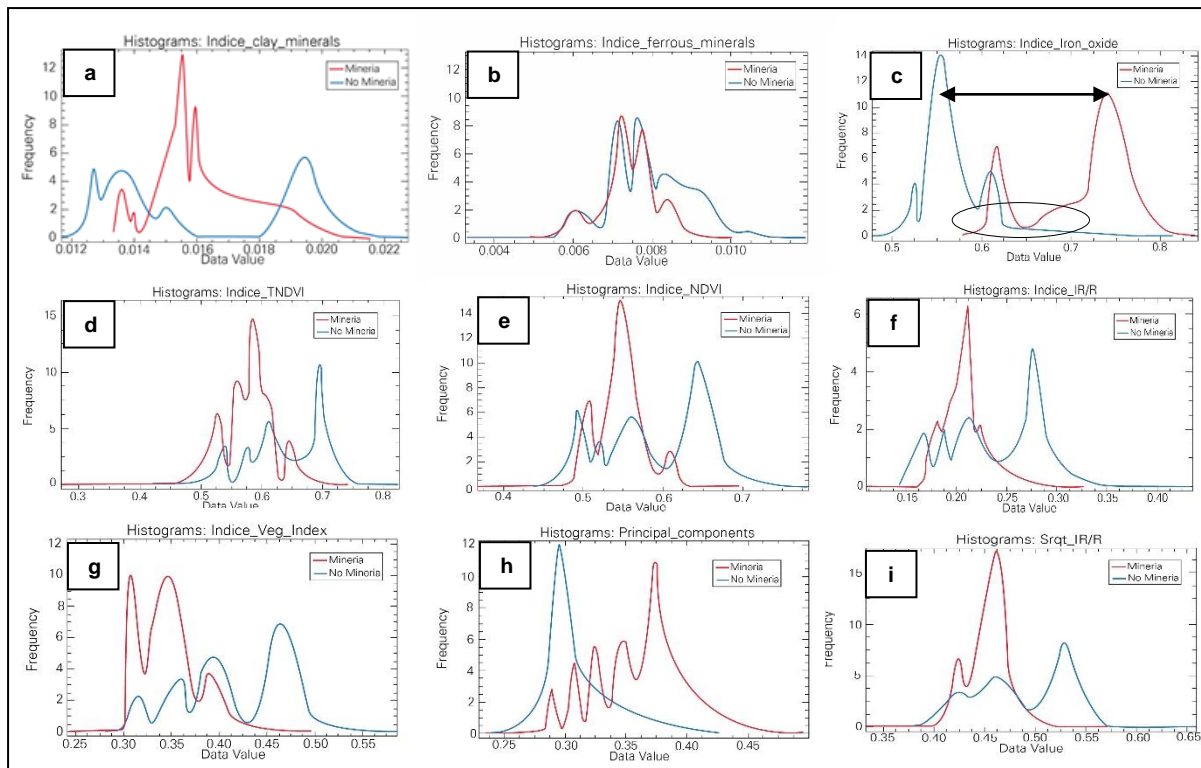 Histograms: Indice_clay_minerals
a
Mineria
No Mineria
Frequency
12
10
8
6
4
2
0
0.012 0.014 0.016 0.018 0.020 0.022
Data Value
Histograms: Indice_ferrous_minerals
b
Mineria
No Mineria
Frequency
12
10
8
6
4
2
0
0.004 0.006 0.008 0.010
Data Value
Histograms: Indice_Iron_oxide
c
Mineria
No Mineria
Frequency
14
12
10
8
6
4
2
0
0.5 0.6 0.7 0.8
Data Value
Histograms: Indice_TNDVI
d
Mineria
No Mineria
Frequency
15
10
5
0
0.3 0.4 0.5 0.6 0.7 0.8
Data Value
Histograms: Indice_NDVI
e
Mineria
No Mineria
Frequency
15
10
5
0
0.4 0.5 0.6 0.7
Data Value
Histograms: Indice_IR/R
f
Mineria
No Mineria
Frequency
6
4
2
0
0.15 0.20 0.25 0.30 0.35 0.40
Data Value
Histograms: Indice_Veg_Index
g
Mineria
No Mineria
Frequency
12
10
8
6
4
2
0
0.25 0.30 0.35 0.40 0.45 0.50 0.55
Data Value
Histograms: Principal_components
h
Mineria
No Mineria
Frequency
12
10
8
6
4
2
0
0.25 0.30 0.35 0.40 0.45
Data Value
Histograms: Srqt_IR/R
i
Mineria
No Mineria
Frequency
15
10
5
0
0.35 0.40 0.45 0.50 0.55 0.60 0.65
Data Value